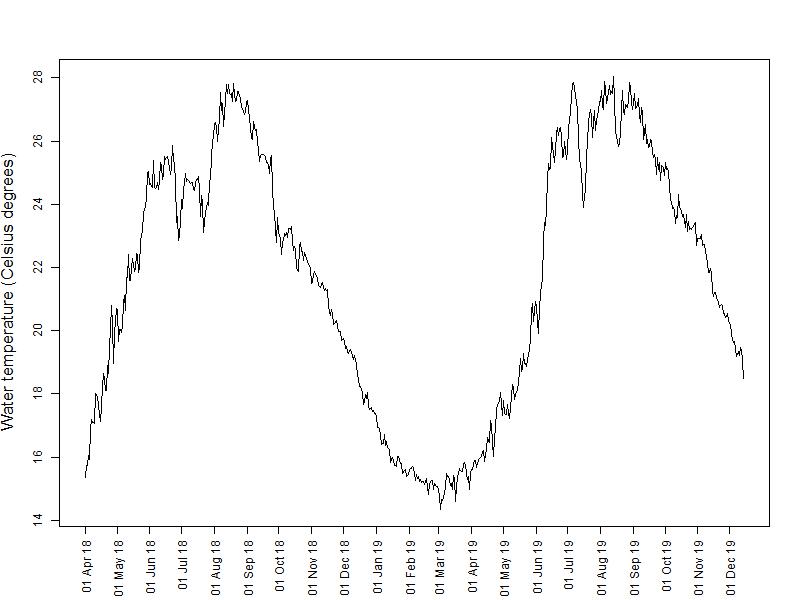 Water temperature (Celsius degrees)
28
26
24
22
20
18
16
14
01 Apr 18
01 May 18
01 Jun 18
01 Jul 18
01 Aug 18
01 Sep 18
01 Oct 18
01 Nov 18
01 Dec 18
01 Jan 19
01 Feb 19
01 Mar 19
01 Apr 19
01 May 19
01 Jun 19
01 Jul 19
01 Aug 19
01 Sep 19
01 Oct 19
01 Nov 19
01 Dec 19